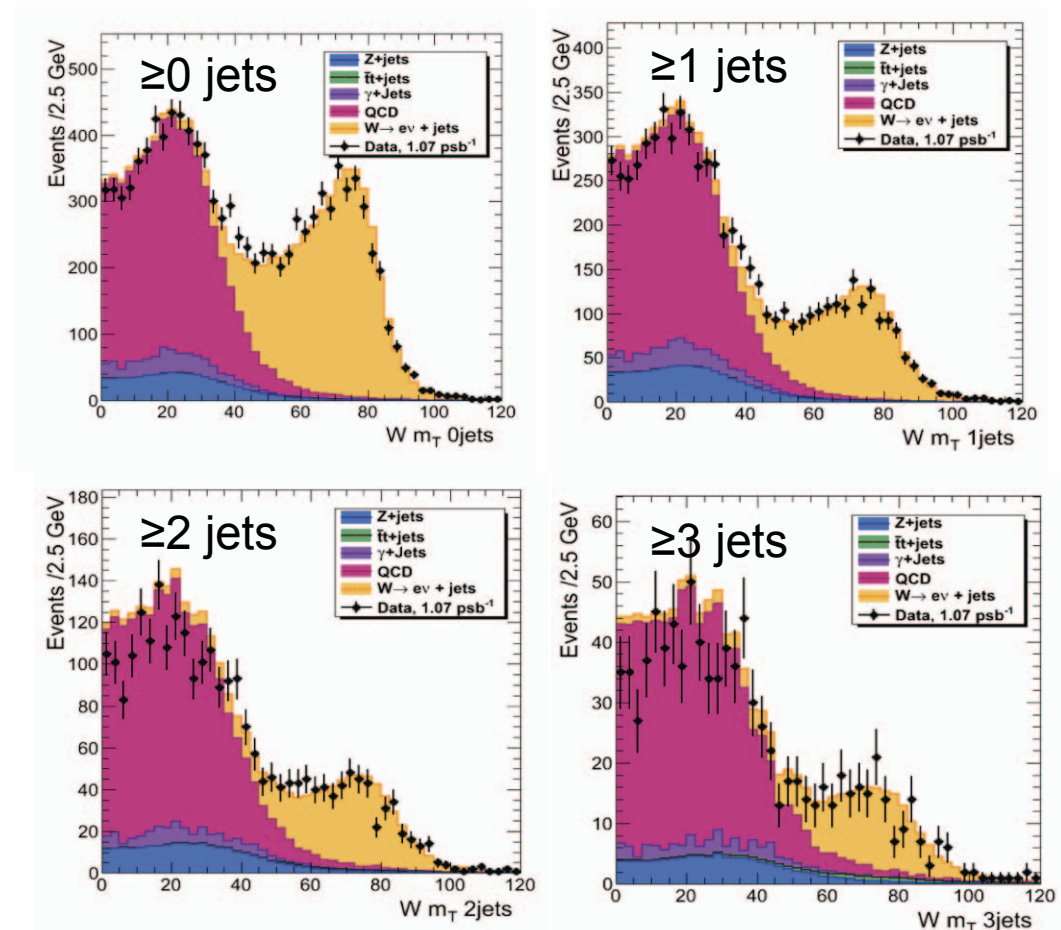 ≥0 jets
Events /2.5 GeV
500
400
300
200
100
0
0 20 40 60 80 100 120
W mT 0jets
Z+jets
t̄t+jets
γ+Jets
QCD
W→ eν + jets
Data, 1.07 psb-1
≥1 jets
Events /2.5 GeV
400
350
300
250
200
150
100
50
0
0 20 40 60 80 100 120
W mT 1jets
Z+jets
t̄t+jets
γ+Jets
QCD
W→ eν + jets
Data, 1.07 psb-1
≥2 jets
Events /2.5 GeV
180
160
140
120
100
80
60
40
20
0
0 20 40 60 80 100 120
W mT 2jets
Z+jets
t̄t+jets
γ+Jets
QCD
W→ eν + jets
Data, 1.07 psb-1
≥3 jets
Events /2.5 GeV
60
50
40
30
20
10
0
0 20 40 60 80 100 120
W mT 3jets
Z+jets
t̄t+jets
γ+Jets
QCD
W→ eν + jets
Data, 1.07 psb-1